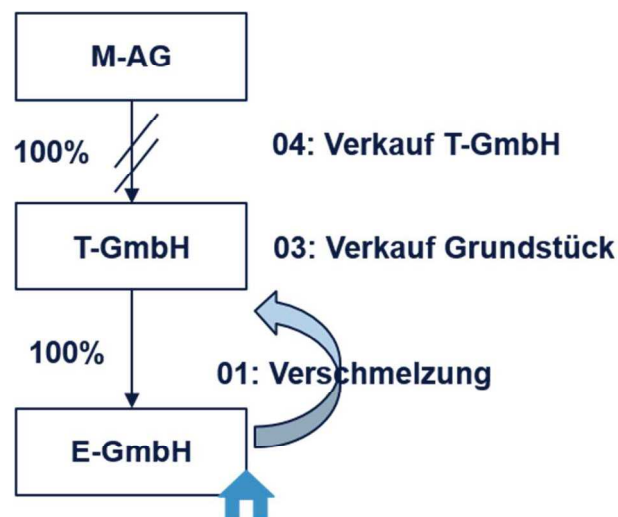 M-AG
100%
04: Verkauf T-GmbH
T-GmbH
03: Verkauf Grundstück
100%
01: Verschmelzung
E-GmbH